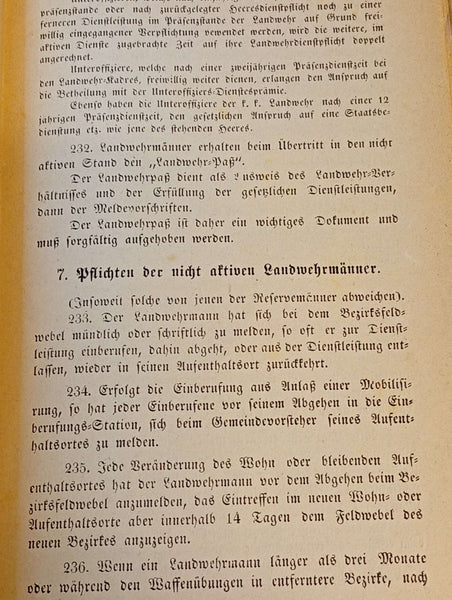 präsenzstande oder nach zurückgelegter Heeresdienstpflicht noch zu einer
ferneren Dienstleistung im Präsenzstande der Landwehr auf Grund frei-
willig eingegangener Verpflichtung verwendet werden, wird die weitere, im
aktiven Dienste zugebrachte Zeit auf ihre Landwehrdienstpflicht doppelt
angerechnet.
Unteroffiziere, welche nach einer zweijährigen Präsenzdienstzeit bei
den Landwehr-Kadres, freiwillig weiter dienen, erlangen den Anspruch auf
die Betheilung mit der Unteroffiziers-Dienstesprämie.
Ebenso haben die Unteroffiziere der k. k. Landwehr nach einer 12
jährigen Präsenzdienstzeit, den gesetzlichen Anspruch auf eine Staatsbe-
dienstung etz. wie jene des stehenden Heeres.
232. Landwehrmänner erhalten beim Übertritt in den nicht
aktiven Stand den „Landwehr-Paß“.
Der Landwehrpaß dient als Ausweis des Landwehr-Ver-
hältnisses und der Erfüllung der gesetzlichen Dienstleistungen,
dann der Meldevorschriften.
Der Landwehrpaß ist daher ein wichtiges Dokument und
muß sorgfältig aufgehoben werden.
7. Pflichten der nicht aktiven Landwehrmänner.
(Insoweit solche von jenen der Reservemänner abweichen).
233. Der Landwehrmann hat sich bei dem Bezirksfeld-
webel mündlich oder schriftlich zu melden, so oft er zur Dienst-
leistung einberufen, dahin abgeht, oder aus der Dienstleistung ent-
lassen, wieder in seinen Aufenthaltsort zurückkehrt.
234. Erfolgt die Einberufung aus Anlaß einer Mobilisi-
rung, so hat jeder Einberufene vor seinem Abgehen in die Ein-
berufungs-Station, sich beim Gemeindevorsteher seines Aufent-
haltsortes zu melden.
235. Jede Veränderung des Wohn oder bleibenden Auf-
enthaltsortes hat der Landwehrmann vor dem Abgehen beim Be-
zirksfeldwebel anzumelden, das Eintreffen im neuen Wohn- oder
Aufenthaltsorte aber innerhalb 14 Tagen dem Feldwebel des
neuen Bezirkes anzuzeigen.
236. Wenn ein Landwehrmann länger als drei Monate
oder während den Waffenübungen in entferntere Bezirke, nach